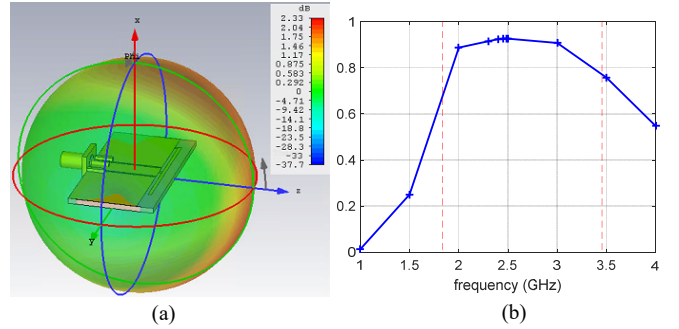 x
Phi
z
y
dB
2.33
2.04
1.75
1.46
1.17
0.875
0.583
0.292
0
-4.71
-9.42
-14.1
-18.8
-23.5
-28.3
-33
-37.7
(a)
1
0.8
0.6
0.4
0.2
0
1 1.5 2 2.5 3 3.5 4
frequency (GHz)
(b)